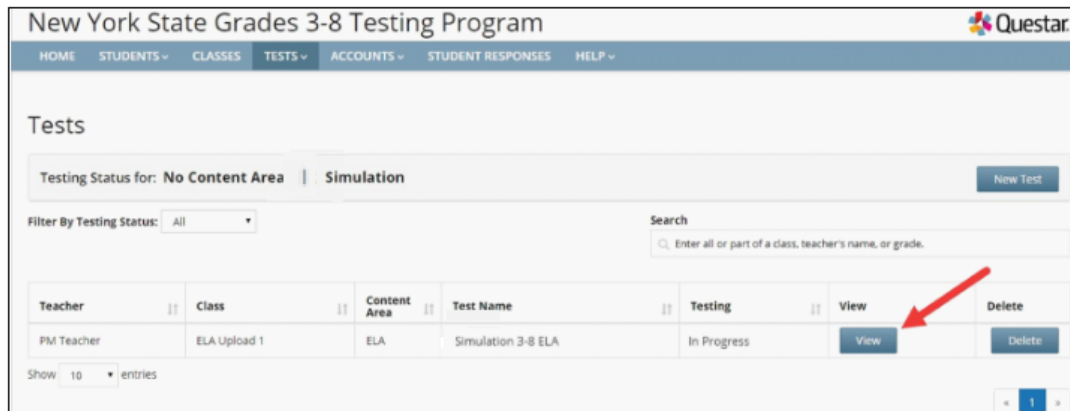 New York State Grades 3-8 Testing Program
Questar.
HOME STUDENTS CLASSES TESTS ACCOUNTS STUDENT RESPONSES HELP
Tests
Testing Status for: No Content Area | Simulation
New Test
Filter By Testing Status: All
Search
Enter all or part of a class, teacher's name, or grade.
Teacher Class Content Area Test Name Testing View Delete
PM Teacher ELA Upload 1 ELA Simulation 3-8 ELA In Progress View Delete
Show 10 entries
« 1 »